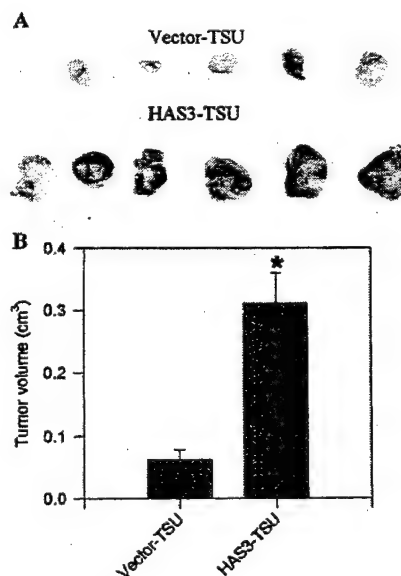 A
Vector-TSU
HAS3-TSU
B
Tumor volume (cm³)
0.4
0.3
0.2
0.1
0.0
*
Vector-TSU
HAS3-TSU